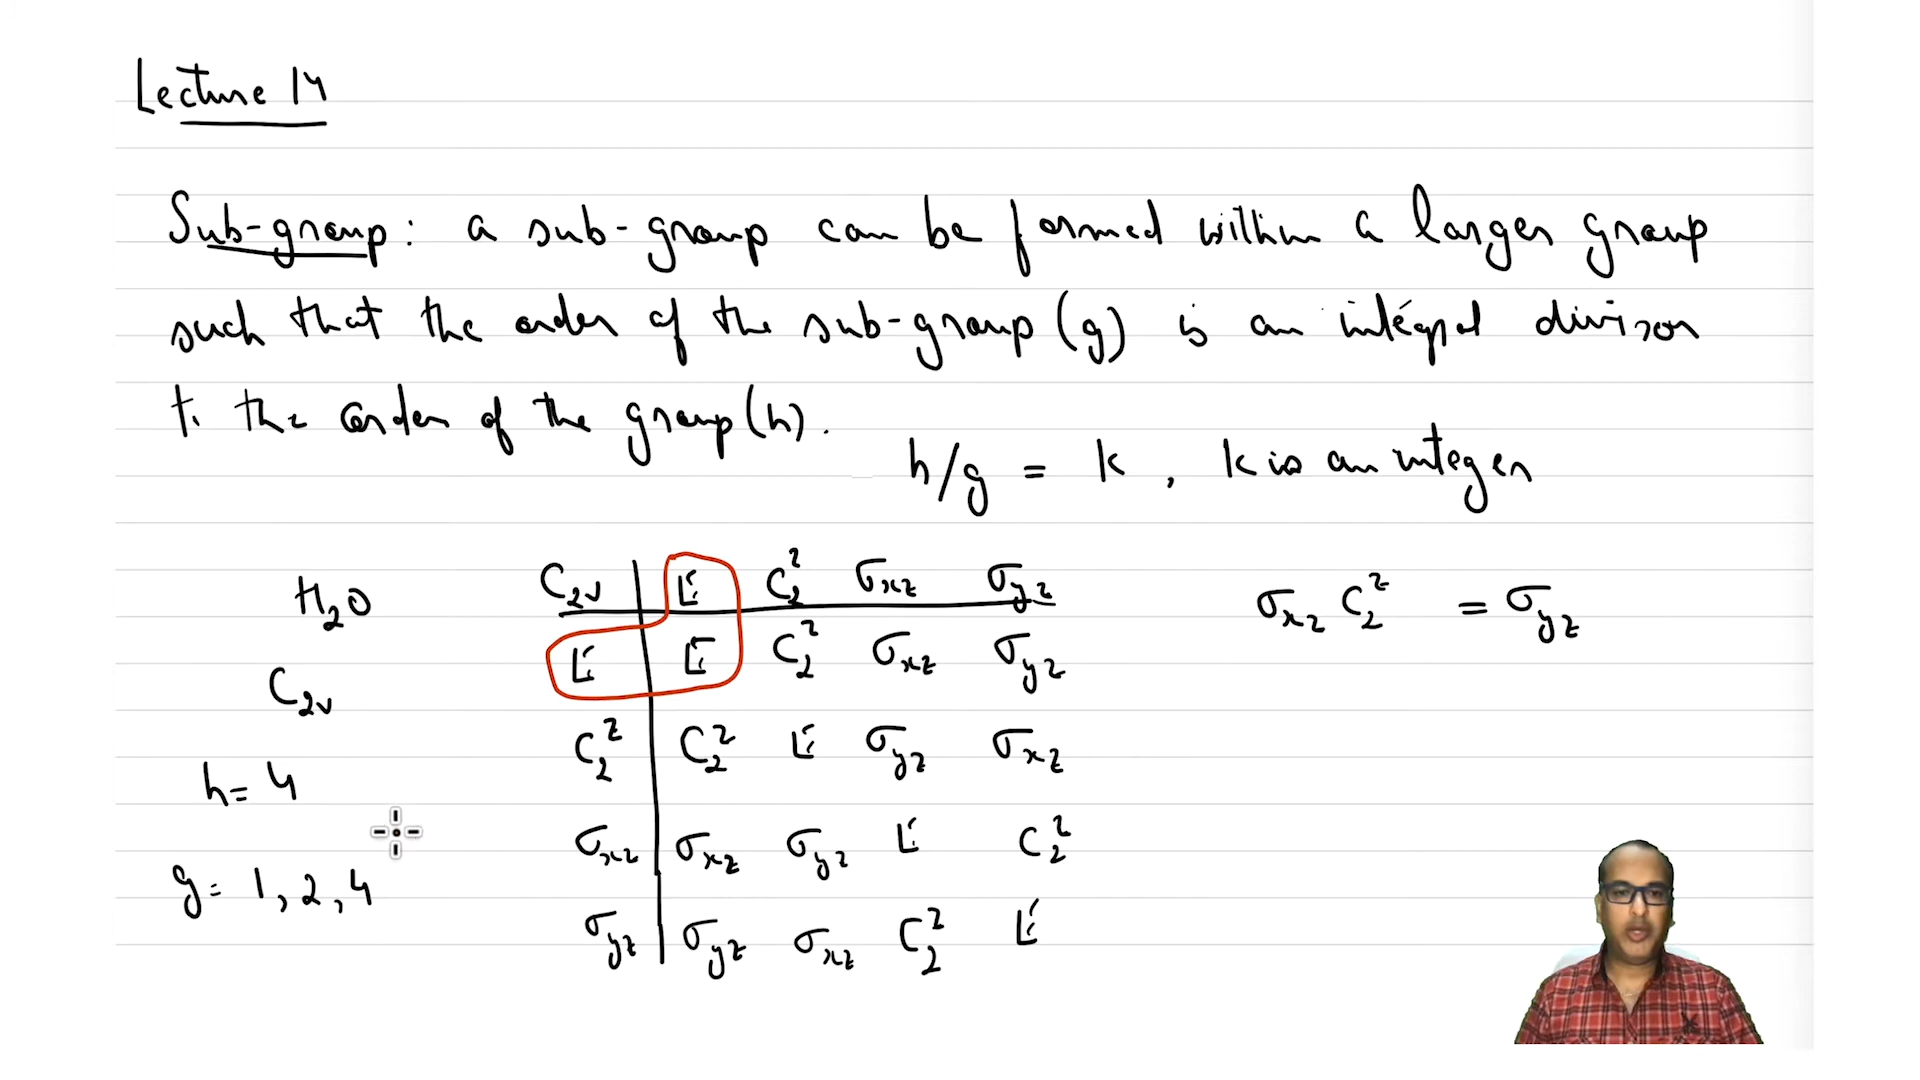 Lecture 14
Sub-group: a sub-group can be formed within a larger group
such that the order of the sub-group (g) is an integral divisor
to the order of the group (h).
h/g = k, k is an integer
H₂O
C₂ᵥ
h = 4
g = 1, 2, 4
C₂ᵥ | E C₂ᶻ σxz σyz
E | E C₂ᶻ σxz σyz
C₂ᶻ | C₂ᶻ E σyz σxz
σxz | σxz σyz E C₂ᶻ
σyz | σyz σxz C₂ᶻ E
σxz C₂ᶻ = σyz